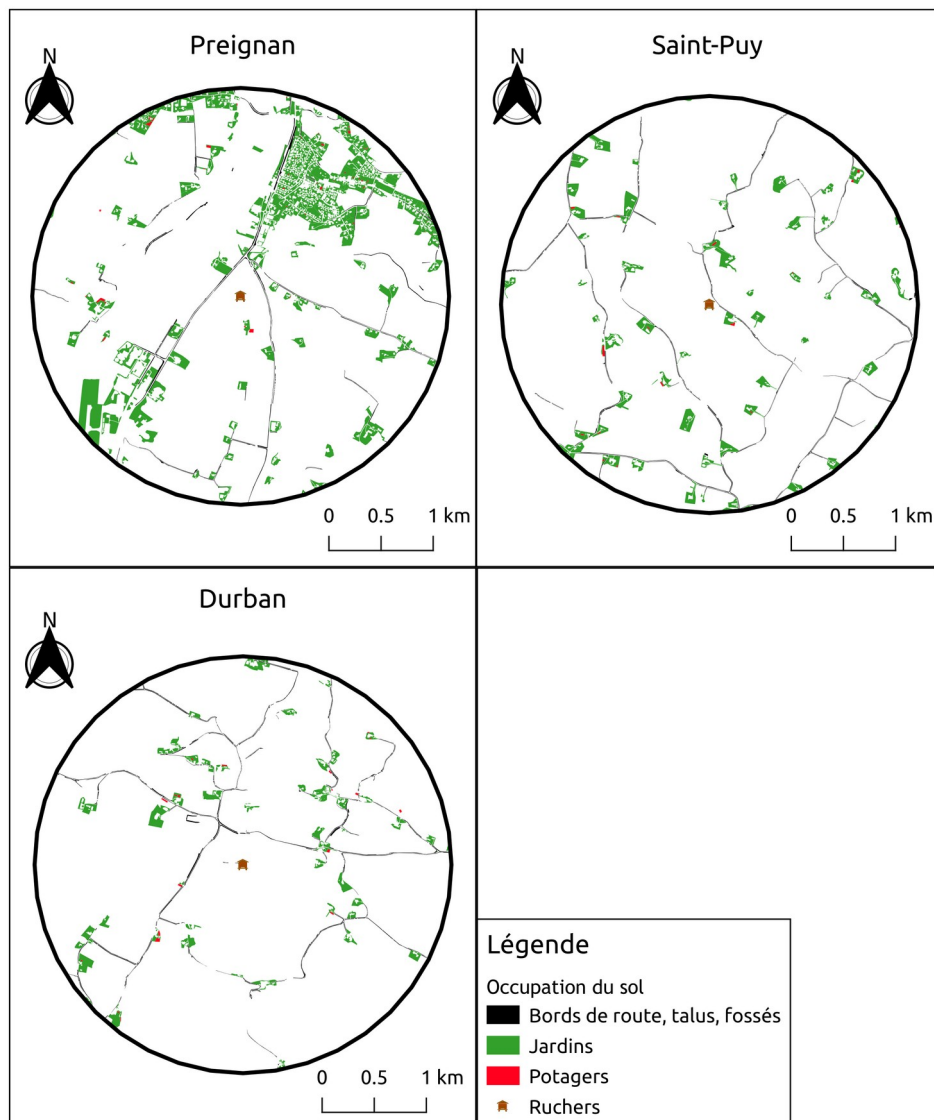 Preignan
N
0 0.5 1 km
Saint-Puy
N
0 0.5 1 km
Durban
N
0 0.5 1 km
Légende
Occupation du sol
Bords de route, talus, fossés
Jardins
Potagers
Ruchers